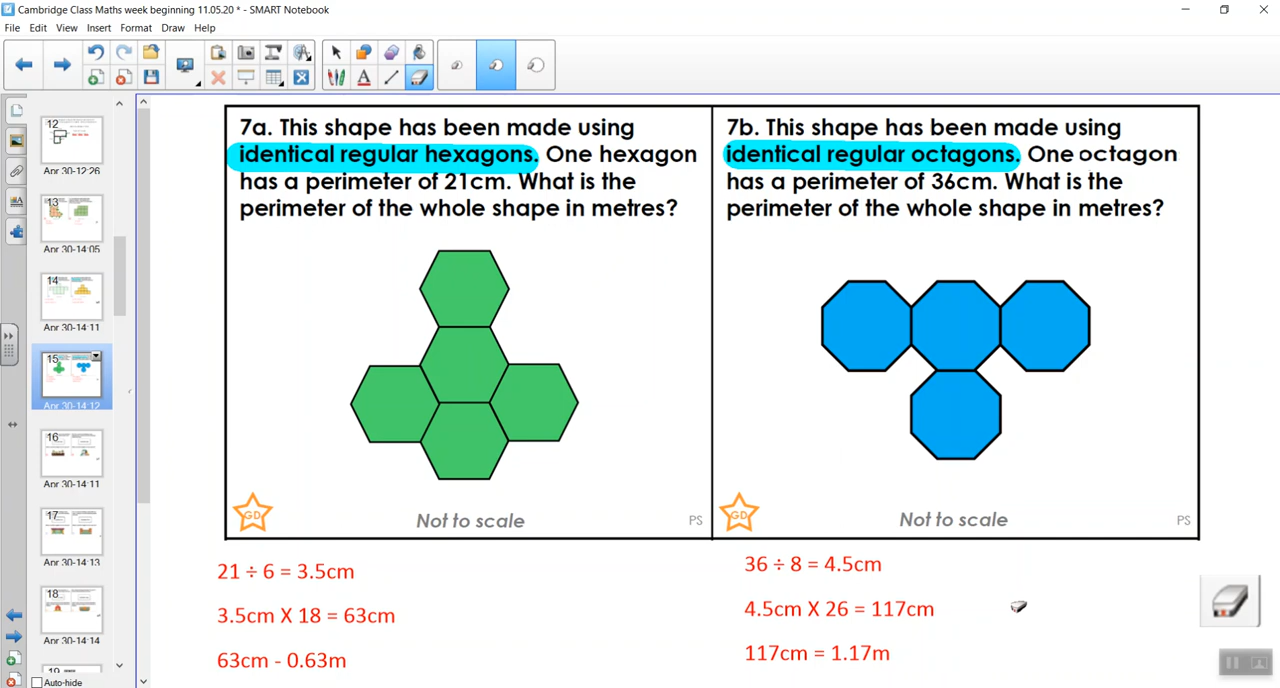 Cambridge Class Maths week beginning 11.05.20 * - SMART Notebook
File Edit View Insert Format Draw Help
12
Apr 30-12:26
13
Apr 30-14:05
14
Apr 30-14:11
15
Apr 30-14:12
16
Apr 30-14:11
17
Apr 30-14:13
18
Apr 30-14:14
19
Auto-hide
7a. This shape has been made using
identical regular hexagons. One hexagon
has a perimeter of 21cm. What is the
perimeter of the whole shape in metres?
GD
Not to scale
PS
21 ÷ 6 = 3.5cm
3.5cm X 18 = 63cm
63cm - 0.63m
7b. This shape has been made using
identical regular octagons. One octagon
has a perimeter of 36cm. What is the
perimeter of the whole shape in metres?
GD
Not to scale
PS
36 ÷ 8 = 4.5cm
4.5cm X 26 = 117cm
117cm = 1.17m